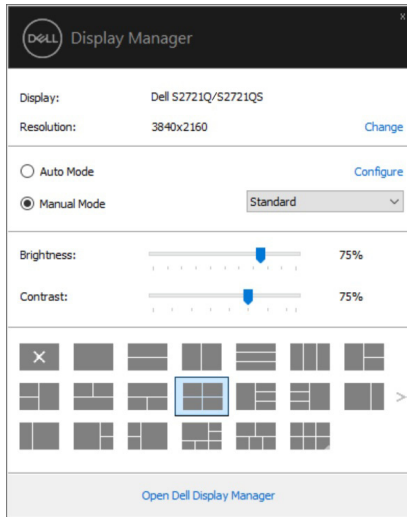 x
DELL Display Manager
Display: Dell S2721Q/S2721QS
Resolution: 3840x2160 Change
Auto Mode Configure
Manual Mode Standard
Brightness: 75%
Contrast: 75%
Open Dell Display Manager